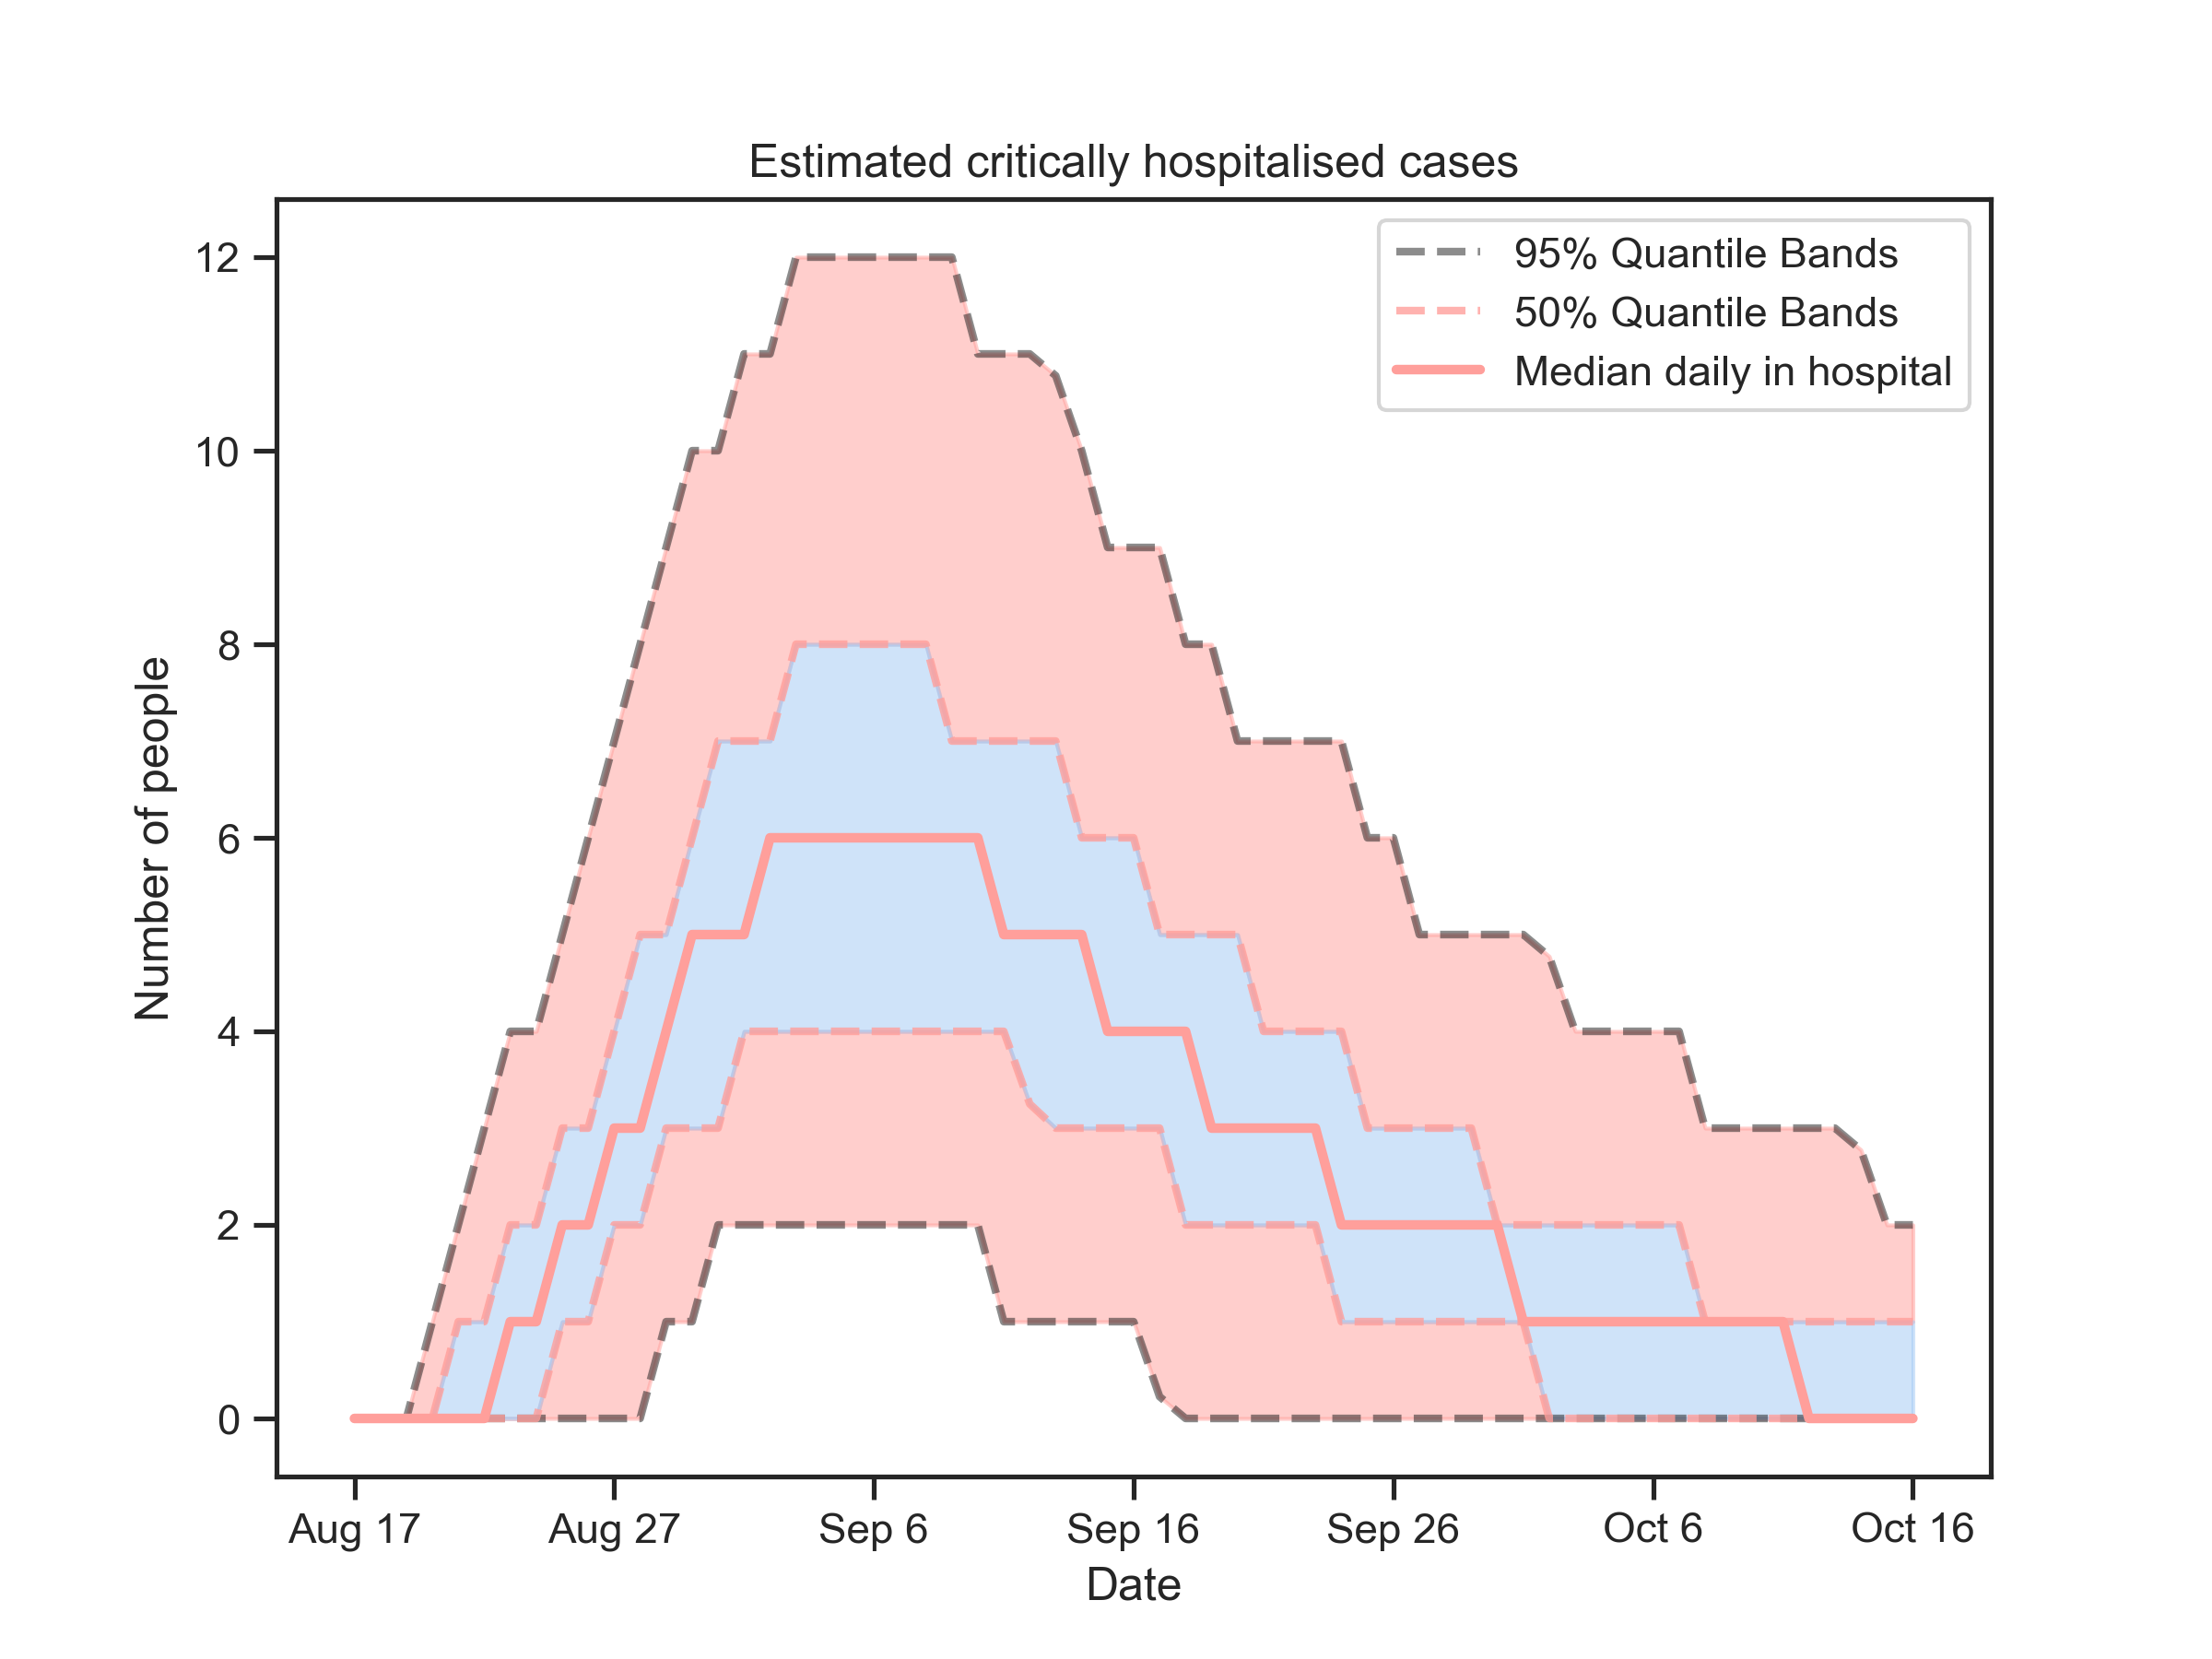 Estimated critically hospitalised cases
95% Quantile Bands
50% Quantile Bands
Median daily in hospital
12
10
8
6
4
2
0
Number of people
Aug 17 Aug 27 Sep 6 Sep 16 Sep 26 Oct 6 Oct 16
Date